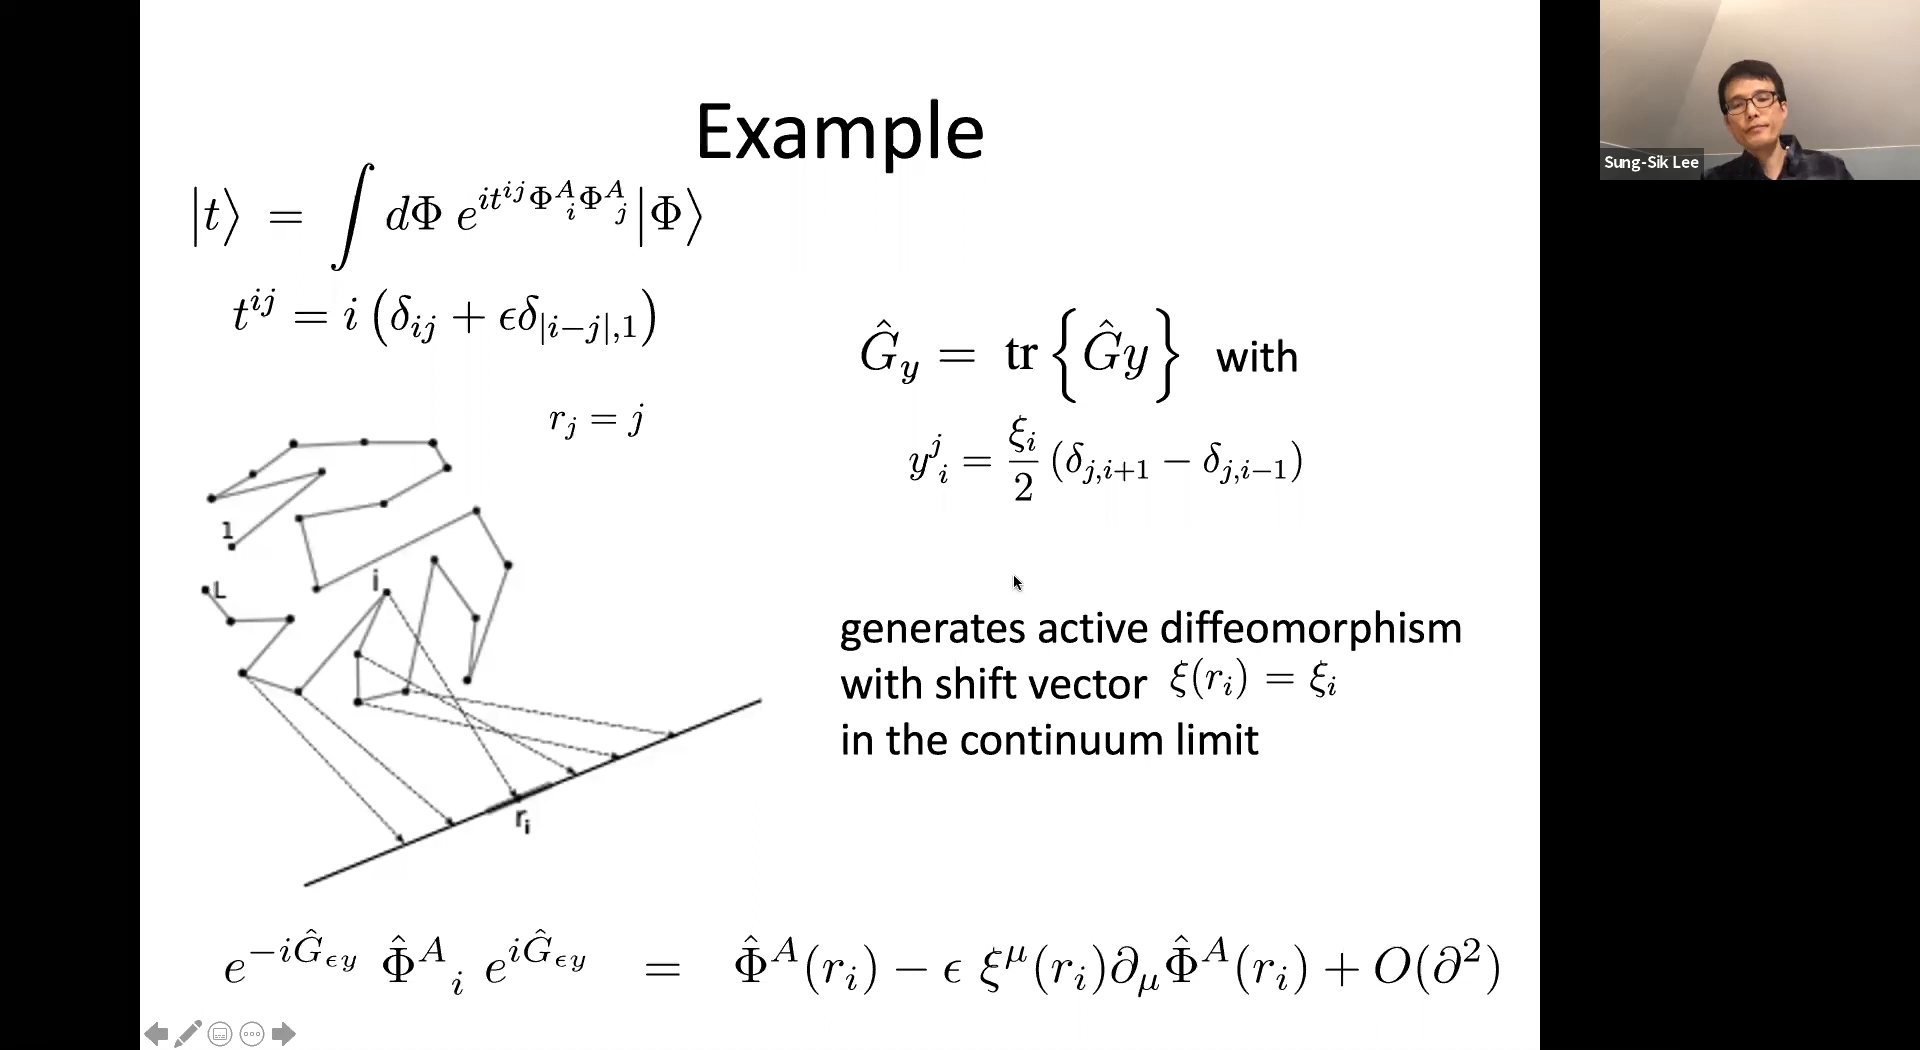 Example
|t⟩ = ∫ dΦ e^{it^{ij}Φ^A_iΦ^A_j}|Φ⟩
t^{ij} = i (δ_{ij} + εδ_{|i−j|,1})
r_j = j
1
L
i
r_i
Ĝ_y = tr{Ĝy} with
y^j_i = ξ_i/2 (δ_{j,i+1} − δ_{j,i−1})
generates active diffeomorphism
with shift vector ξ(r_i) = ξ_i
in the continuum limit
e^{−iĜ_{εy}} Φ̂^A_i e^{iĜ_{εy}} = Φ̂^A(r_i) − ε ξ^μ(r_i)∂_μΦ̂^A(r_i) + O(∂^2)
Sung-Sik Lee